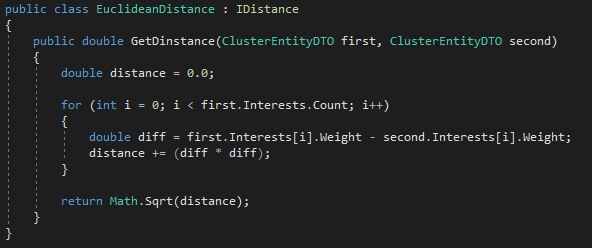 public class EuclideanDistance : IDistance
{
    public double GetDinstance(ClusterEntityDTO first, ClusterEntityDTO second)
    {
        double distance = 0.0;

        for (int i = 0; i < first.Interests.Count; i++)
        {
            double diff = first.Interests[i].Weight - second.Interests[i].Weight;
            distance += (diff * diff);
        }

        return Math.Sqrt(distance);
    }
}